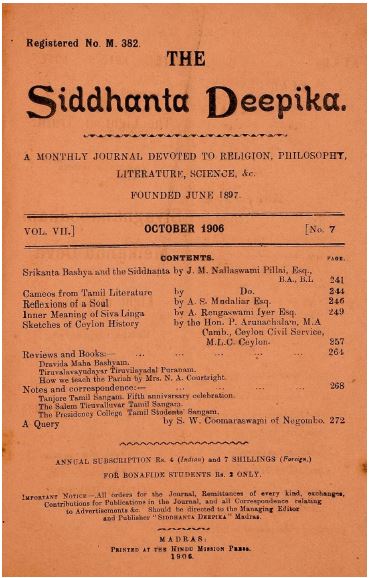 Registered No. M. 382.
THE
Siddhanta Deepika.
A MONTHLY JOURNAL DEVOTED TO RELIGION, PHILOSOPHY,
LITERATURE, SCIENCE, &c.
FOUNDED JUNE 1897.
VOL. VII.] OCTOBER 1906 [No. 7
CONTENTS. PAGE.
Srikanta Bashya and the Siddhanta by J. M. Nallaswami Pillai, Esq.,
B.A., B.L 241
Cameos from Tamil Literature by Do. 244
Reflexions of a Soul by A. S. Mudaliar Esq. 246
Inner Meaning of Siva Linga by A. Rengaswami Iyer Esq. 249
Sketches of Ceylon History by the Hon. P. Arunachalam, M.A
Camb., Ceylon Civil Service,
M.L.C. Ceylon. 257
Reviews and Books:— ... ... ... ... ... 264
Dravida Maha Bashyam.
Tiruvalavayudayar Tiruvilayadal Puranam.
How we teach the Pariah by Mrs. N. A. Courtright.
Notes and correspondence:— ... ... ... ... 268
Tanjore Tamil Sangam. Fifth anniversary celebration.
The Salem Tiruvalluvar Tamil Sangam.
The Presidency College Tamil Students' Sangam.
A Query by S. W. Coomaraswami of Negombo. 272
ANNUAL SUBSCRIPTION Rs. 4 (Indian) and 7 SHILLINGS (Foreign.)
FOR BONAFIDE STUDENTS Rs. 2 ONLY.
IMPORTANT NOTICE—All orders for the Journal, Remittances of every kind, exchanges,
Contributions for Publications in the Journal, and all Correspondence relating
to Advertisements &c. Should be directed to the Managing Editor
and Publisher "SIDDHANTA DEEPIKA" Madras.
MADRAS:
PRINTED AT THE HINDU MISSION PRESS.
1906.